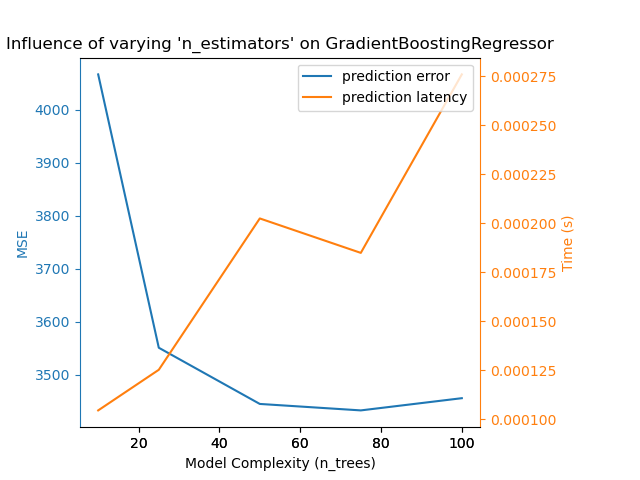 Influence of varying 'n_estimators' on GradientBoostingRegressor
prediction error
prediction latency
MSE
4000
3900
3800
3700
3600
3500
0.000275
0.000250
0.000225
0.000200
0.000175
0.000150
0.000125
0.000100
Time (s)
20 40 60 80 100
Model Complexity (n_trees)